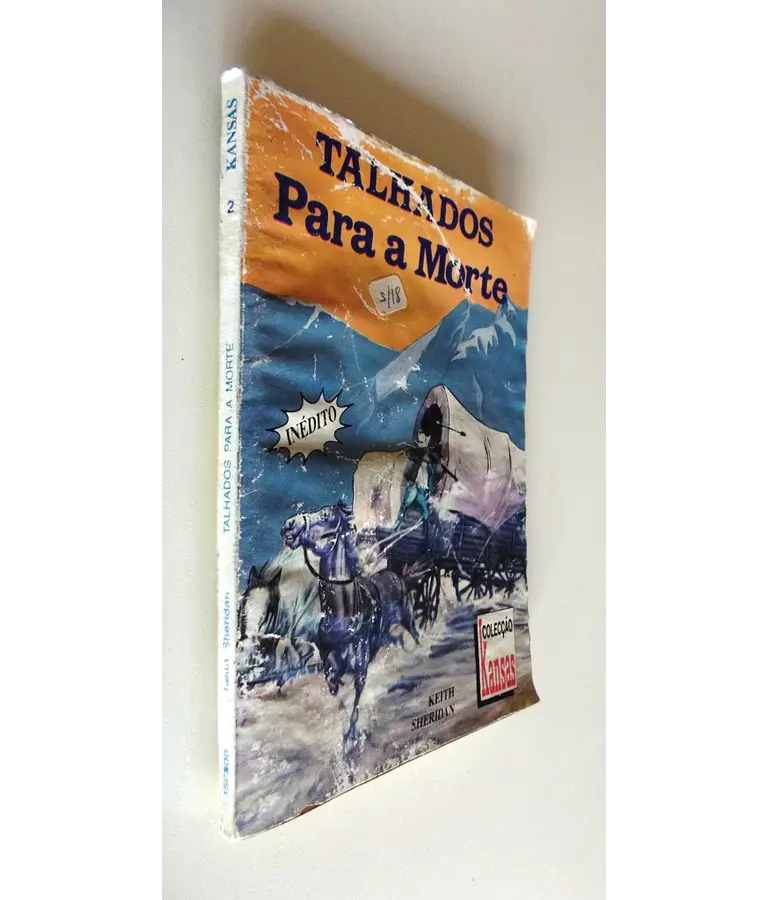 TALHADOS
Para a Morte
3/18
INÉDITO
COLECÇÃO
Kansas
KEITH
SHERIDAN
KANSAS
2
TALHADOS PARA A MORTE
Keith Sheridan